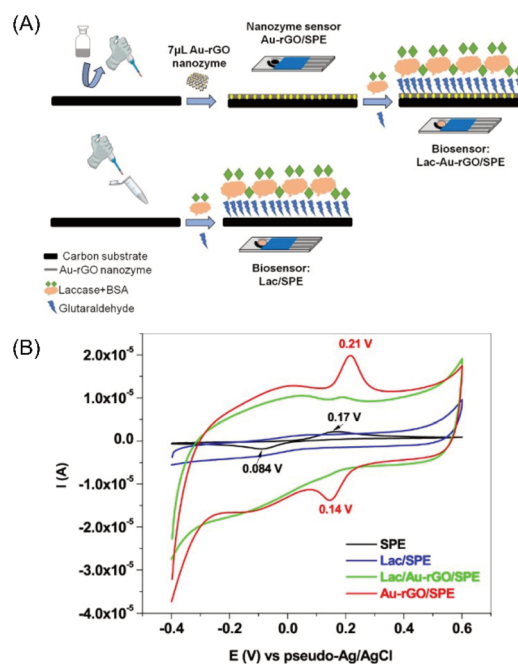 (A)
7μL Au-rGO
nanozyme
Nanozyme sensor
Au-rGO/SPE
Biosensor:
Lac-Au-rGO/SPE
Carbon substrate
Au-rGO nanozyme
Laccase+BSA
Glutaraldehyde
Biosensor:
Lac/SPE
(B)
2.0x10⁻⁵
1.0x10⁻⁵
0.0
-1.0x10⁻⁵
-2.0x10⁻⁵
-3.0x10⁻⁵
-4.0x10⁻⁵
I (A)
0.21 V
0.17 V
0.084 V
0.14 V
SPE
Lac/SPE
Lac/Au-rGO/SPE
Au-rGO/SPE
-0.4 -0.2 0.0 0.2 0.4 0.6
E (V) vs pseudo-Ag/AgCl